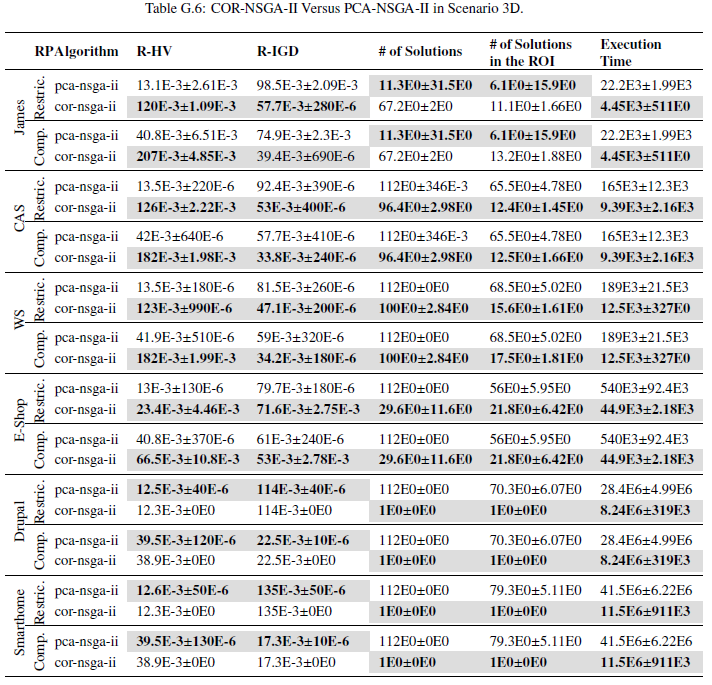 Table G.6: COR-NSGA-II Versus PCA-NSGA-II in Scenario 3D.
RP Algorithm R-HV R-IGD # of Solutions # of Solutions in the ROI Execution Time
James
Restric.
pca-nsga-ii 13.1E-3±2.61E-3 98.5E-3±2.09E-3 11.3E0±31.5E0 6.1E0±15.9E0 22.2E3±1.99E3
cor-nsga-ii 120E-3±1.09E-3 57.7E-3±280E-6 67.2E0±2E0 11.1E0±1.66E0 4.45E3±511E0
Comp.
pca-nsga-ii 40.8E-3±6.51E-3 74.9E-3±2.3E-3 11.3E0±31.5E0 6.1E0±15.9E0 22.2E3±1.99E3
cor-nsga-ii 207E-3±4.85E-3 39.4E-3±690E-6 67.2E0±2E0 13.2E0±1.88E0 4.45E3±511E0
CAS
Restric.
pca-nsga-ii 13.5E-3±220E-6 92.4E-3±390E-6 112E0±346E-3 65.5E0±4.78E0 165E3±12.3E3
cor-nsga-ii 126E-3±2.22E-3 53E-3±400E-6 96.4E0±2.98E0 12.4E0±1.45E0 9.39E3±2.16E3
Comp.
pca-nsga-ii 42E-3±640E-6 57.7E-3±410E-6 112E0±346E-3 65.5E0±4.78E0 165E3±12.3E3
cor-nsga-ii 182E-3±1.98E-3 33.8E-3±240E-6 96.4E0±2.98E0 12.5E0±1.66E0 9.39E3±2.16E3
WS
Restric.
pca-nsga-ii 13.5E-3±180E-6 81.5E-3±260E-6 112E0±0E0 68.5E0±5.02E0 189E3±21.5E3
cor-nsga-ii 123E-3±990E-6 47.1E-3±200E-6 100E0±2.84E0 15.6E0±1.61E0 12.5E3±327E0
Comp.
pca-nsga-ii 41.9E-3±510E-6 59E-3±320E-6 112E0±0E0 68.5E0±5.02E0 189E3±21.5E3
cor-nsga-ii 182E-3±1.99E-3 34.2E-3±180E-6 100E0±2.84E0 17.5E0±1.81E0 12.5E3±327E0
E-Shop
Restric.
pca-nsga-ii 13E-3±130E-6 79.7E-3±180E-6 112E0±0E0 56E0±5.95E0 540E3±92.4E3
cor-nsga-ii 23.4E-3±4.46E-3 71.6E-3±2.75E-3 29.6E0±11.6E0 21.8E0±6.42E0 44.9E3±2.18E3
Comp.
pca-nsga-ii 40.8E-3±370E-6 61E-3±240E-6 112E0±0E0 56E0±5.95E0 540E3±92.4E3
cor-nsga-ii 66.5E-3±10.8E-3 53E-3±2.78E-3 29.6E0±11.6E0 21.8E0±6.42E0 44.9E3±2.18E3
Drupal
Restric.
pca-nsga-ii 12.5E-3±40E-6 114E-3±40E-6 112E0±0E0 70.3E0±6.07E0 28.4E6±4.99E6
cor-nsga-ii 12.3E-3±0E0 114E-3±0E0 1E0±0E0 1E0±0E0 8.24E6±319E3
Comp.
pca-nsga-ii 39.5E-3±120E-6 22.5E-3±10E-6 112E0±0E0 70.3E0±6.07E0 28.4E6±4.99E6
cor-nsga-ii 38.9E-3±0E0 22.5E-3±0E0 1E0±0E0 1E0±0E0 8.24E6±319E3
Smarthome
Restric.
pca-nsga-ii 12.6E-3±50E-6 135E-3±50E-6 112E0±0E0 79.3E0±5.11E0 41.5E6±6.22E6
cor-nsga-ii 12.3E-3±0E0 135E-3±0E0 1E0±0E0 1E0±0E0 11.5E6±911E3
Comp.
pca-nsga-ii 39.5E-3±130E-6 17.3E-3±10E-6 112E0±0E0 79.3E0±5.11E0 41.5E6±6.22E6
cor-nsga-ii 38.9E-3±0E0 17.3E-3±0E0 1E0±0E0 1E0±0E0 11.5E6±911E3